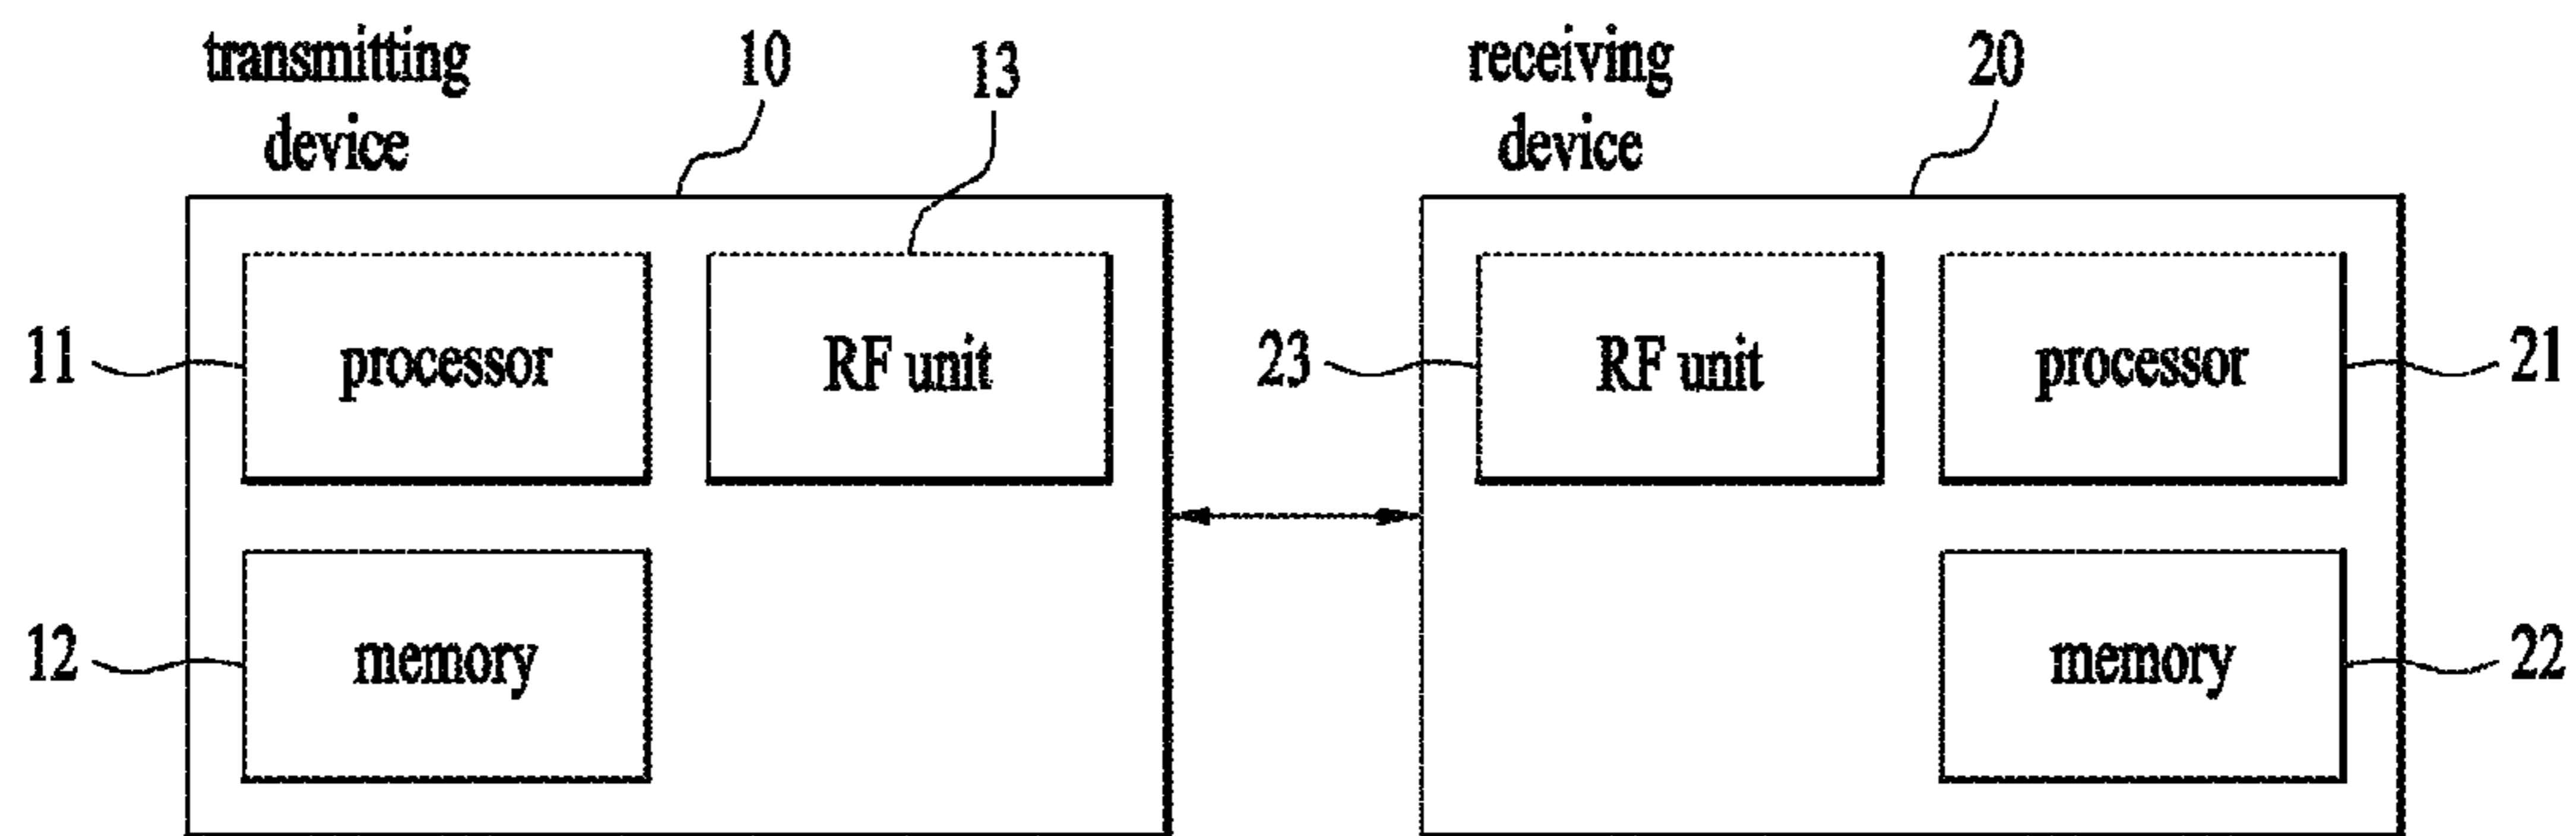 transmitting
device
10
13
receiving
device
20
11
processor
RF unit
23
RF unit
processor
21
12
memory
memory
22